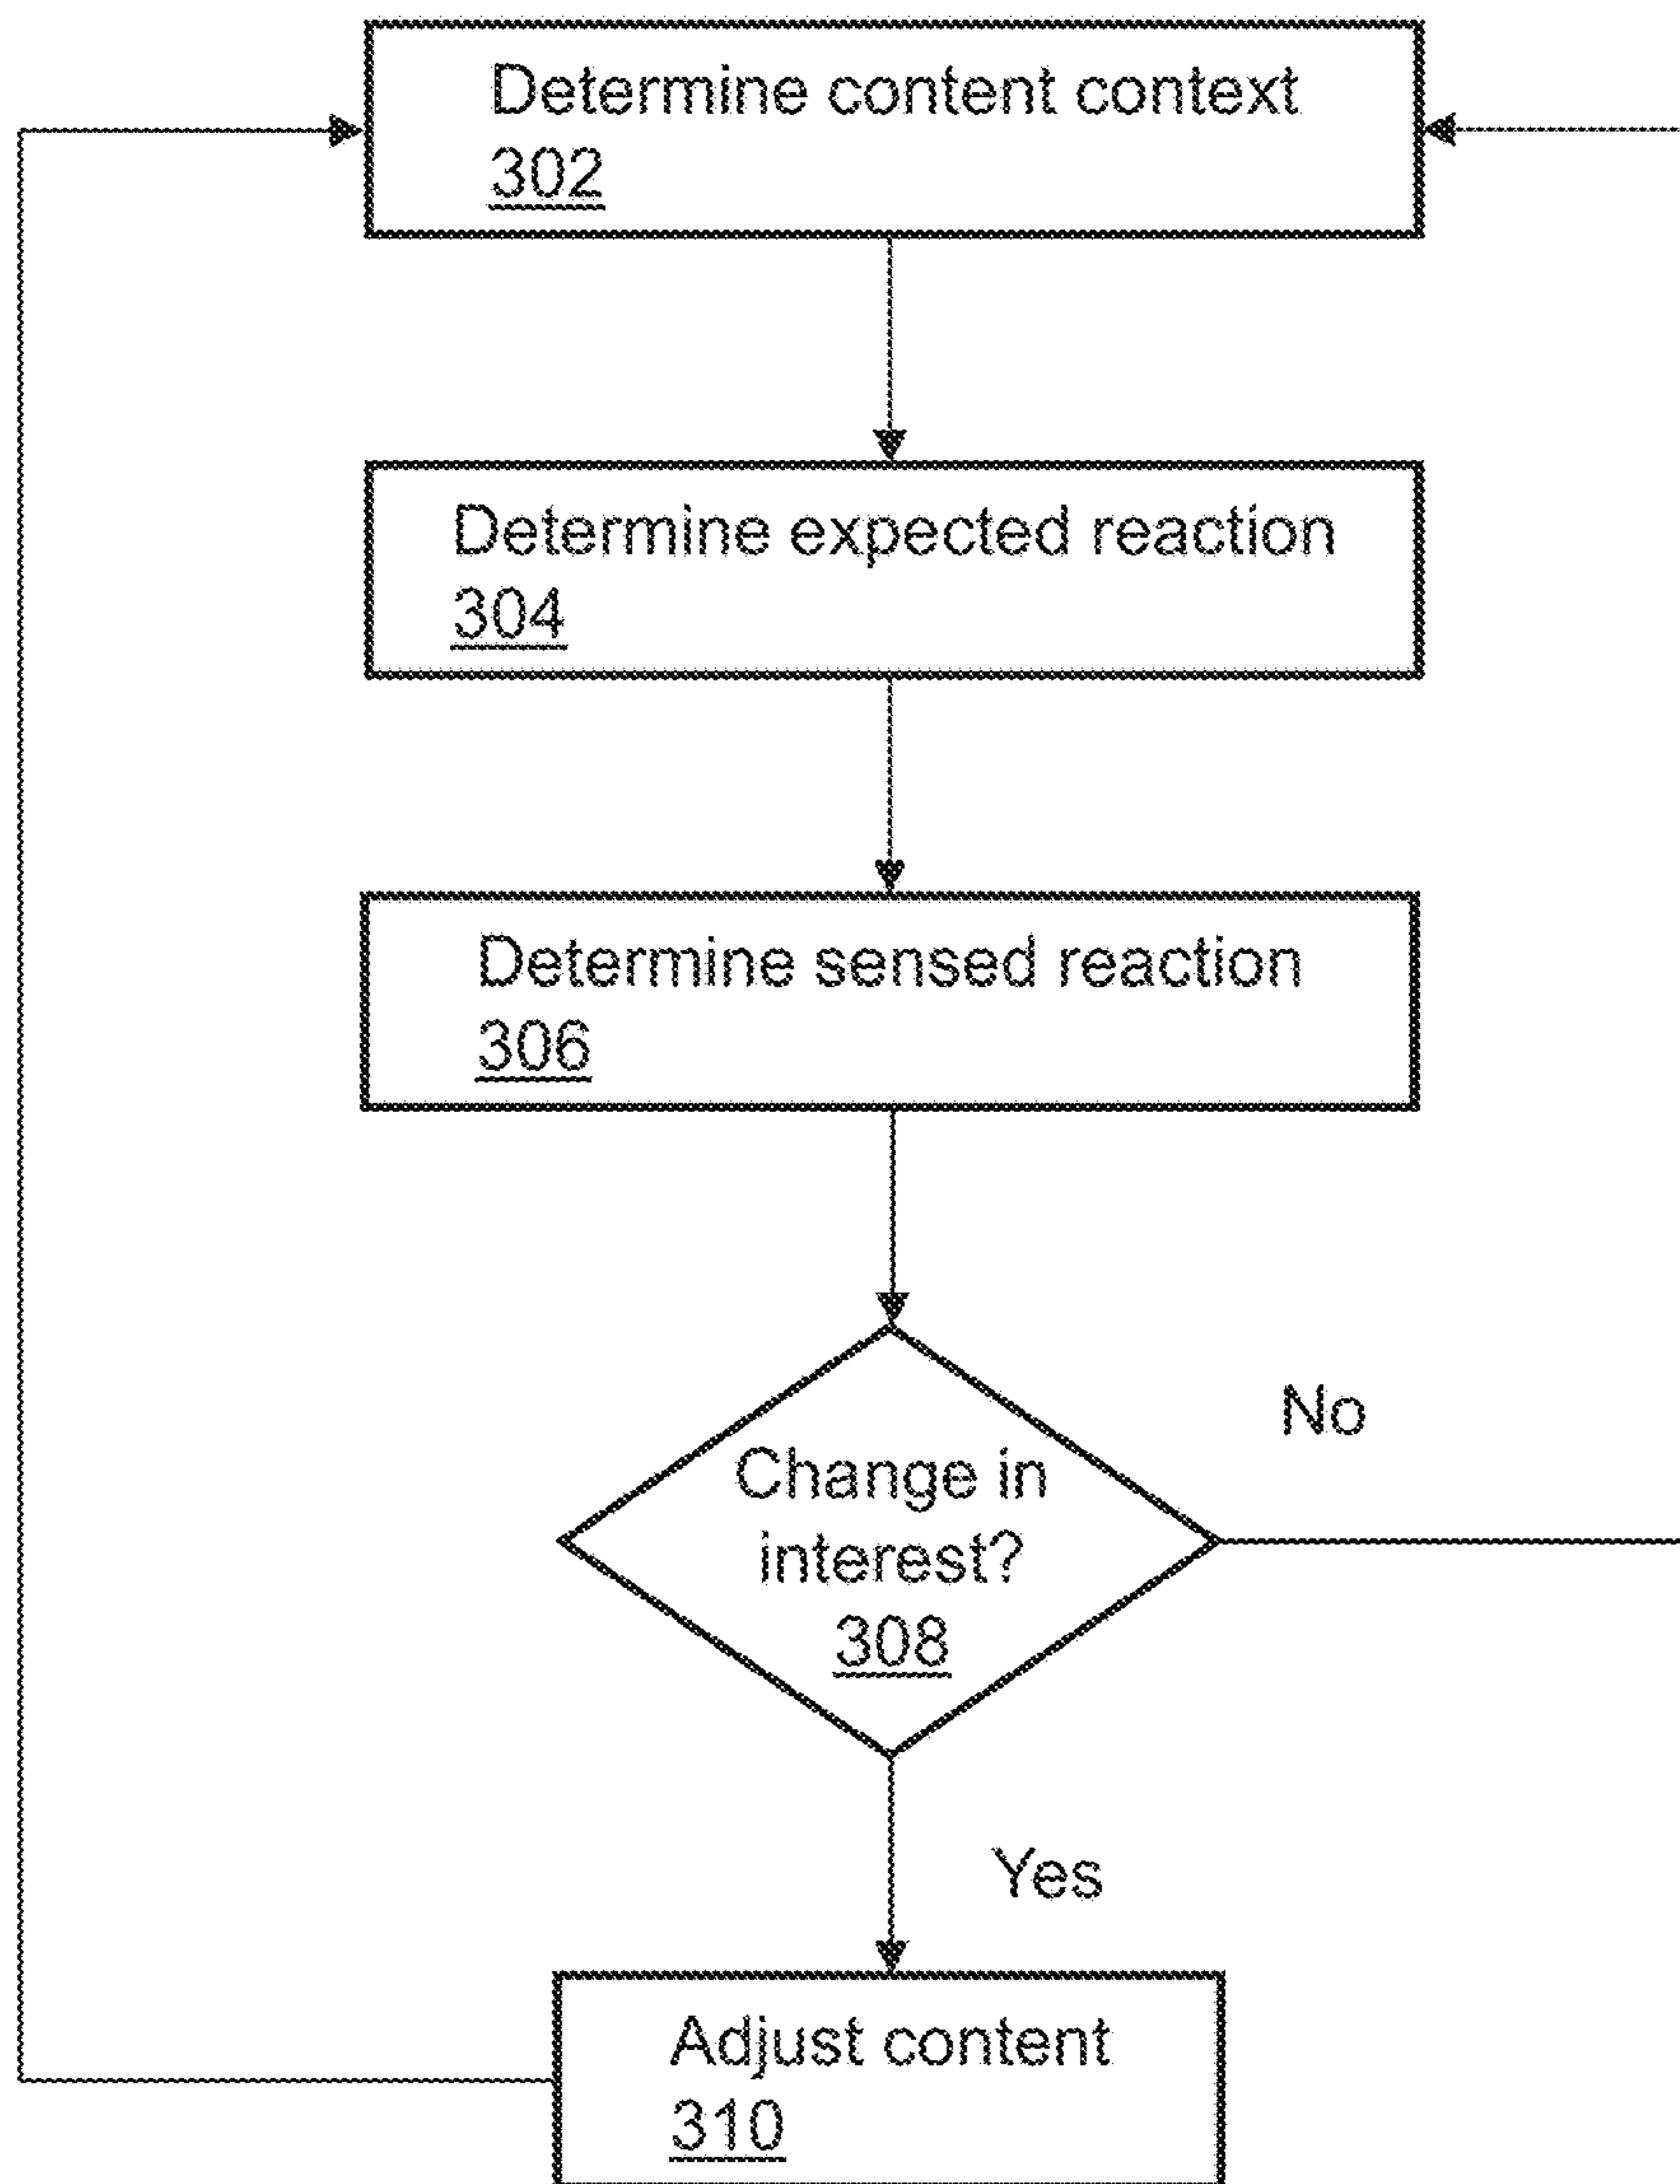 Determine content context
302
Determine expected reaction
304
Determine sensed reaction
306
No
Change in
interest?
308
Yes
Adjust content
310